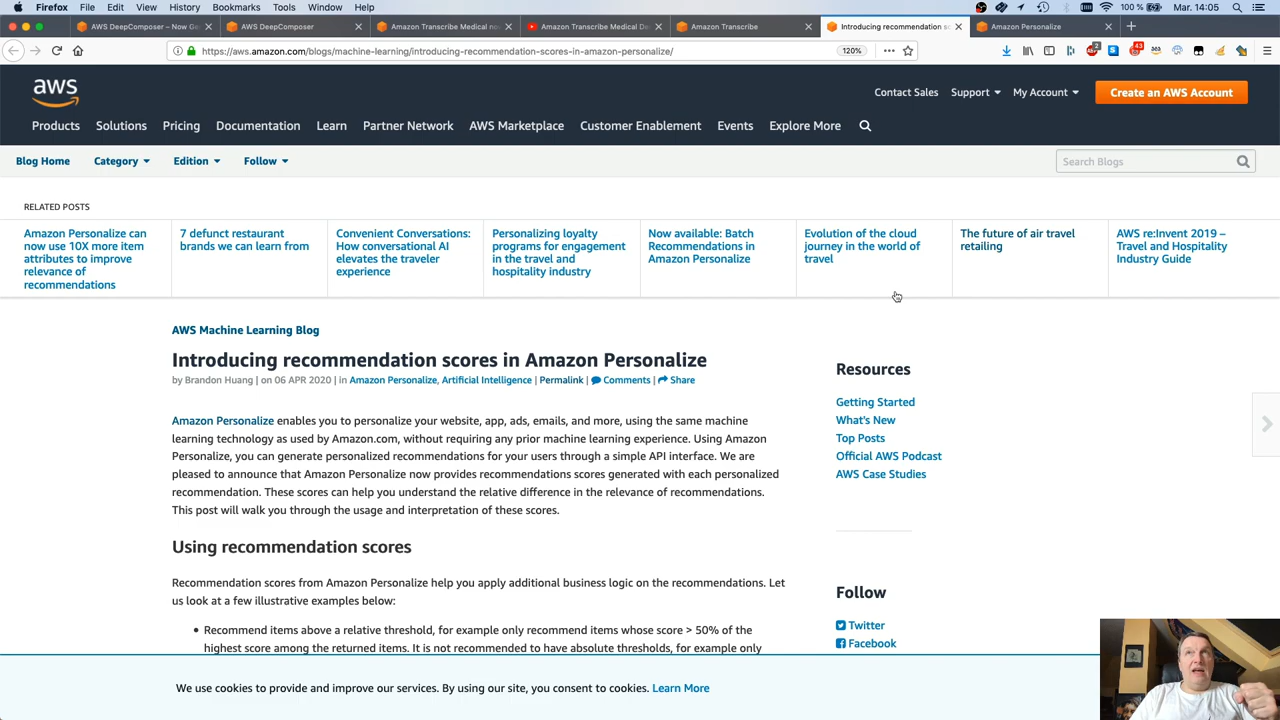 Firefox File Edit View History Bookmarks Tools Window Help 100 % Mar. 14:05
AWS DeepComposer – Now Gen AWS DeepComposer Amazon Transcribe Medical no Amazon Transcribe Medical De Amazon Transcribe Introducing recommendation sc Amazon Personalize
https://aws.amazon.com/blogs/machine-learning/introducing-recommendation-scores-in-amazon-personalize/ 120% 2 43
aws
Contact Sales Support My Account Create an AWS Account
Products Solutions Pricing Documentation Learn Partner Network AWS Marketplace Customer Enablement Events Explore More
Blog Home Category Edition Follow Search Blogs
RELATED POSTS
Amazon Personalize can
now use 10X more item
attributes to improve
relevance of
recommendations
7 defunct restaurant
brands we can learn from
Convenient Conversations:
How conversational AI
elevates the traveler
experience
Personalizing loyalty
programs for engagement
in the travel and
hospitality industry
Now available: Batch
Recommendations in
Amazon Personalize
Evolution of the cloud
journey in the world of
travel
The future of air travel
retailing
AWS re:Invent 2019 –
Travel and Hospitality
Industry Guide
AWS Machine Learning Blog
Introducing recommendation scores in Amazon Personalize
by Brandon Huang | on 06 APR 2020 | in Amazon Personalize, Artificial Intelligence | Permalink | Comments | Share
Amazon Personalize enables you to personalize your website, app, ads, emails, and more, using the same machine
learning technology as used by Amazon.com, without requiring any prior machine learning experience. Using Amazon
Personalize, you can generate personalized recommendations for your users through a simple API interface. We are
pleased to announce that Amazon Personalize now provides recommendations scores generated with each personalized
recommendation. These scores can help you understand the relative difference in the relevance of recommendations.
This post will walk you through the usage and interpretation of these scores.
Using recommendation scores
Recommendation scores from Amazon Personalize help you apply additional business logic on the recommendations. Let
us look at a few illustrative examples below:
• Recommend items above a relative threshold, for example only recommend items whose score > 50% of the
highest score among the returned items. It is not recommended to have absolute thresholds, for example only
Resources
Getting Started
What's New
Top Posts
Official AWS Podcast
AWS Case Studies
Follow
Twitter
Facebook
We use cookies to provide and improve our services. By using our site, you consent to cookies. Learn More